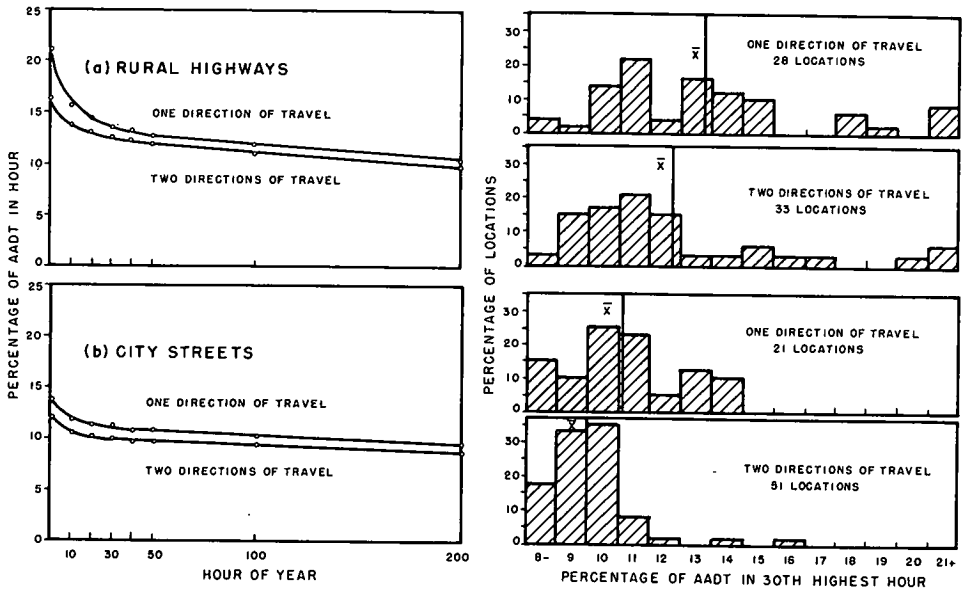 PERCENTAGE OF AADT IN HOUR
25
20
15
10
5
0
(a) RURAL HIGHWAYS
ONE DIRECTION OF TRAVEL
TWO DIRECTIONS OF TRAVEL
25
20
15
10
5
0
(b) CITY STREETS
ONE DIRECTION OF TRAVEL
TWO DIRECTIONS OF TRAVEL
10 30 50 100 200
HOUR OF YEAR
PERCENTAGE OF LOCATIONS
30
20
10
0
x̄
ONE DIRECTION OF TRAVEL
28 LOCATIONS
30
20
10
0
x̄
TWO DIRECTIONS OF TRAVEL
33 LOCATIONS
30
20
10
0
x̄
ONE DIRECTION OF TRAVEL
21 LOCATIONS
30
20
10
0
x̄
TWO DIRECTIONS OF TRAVEL
51 LOCATIONS
8- 9 10 11 12 13 14 15 16 17 18 19 20 21+
PERCENTAGE OF AADT IN 30TH HIGHEST HOUR